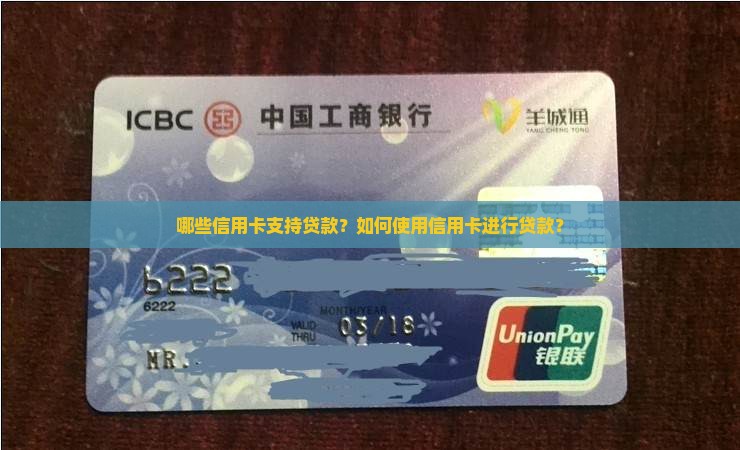 ICBC 中国工商银行 羊城通
YANG CHENG TONG
哪些信用卡支持贷款？如何使用信用卡进行贷款？
6222
6222
MONTH/YEAR
VALID THRU 03/18
MR.
UnionPay
银联